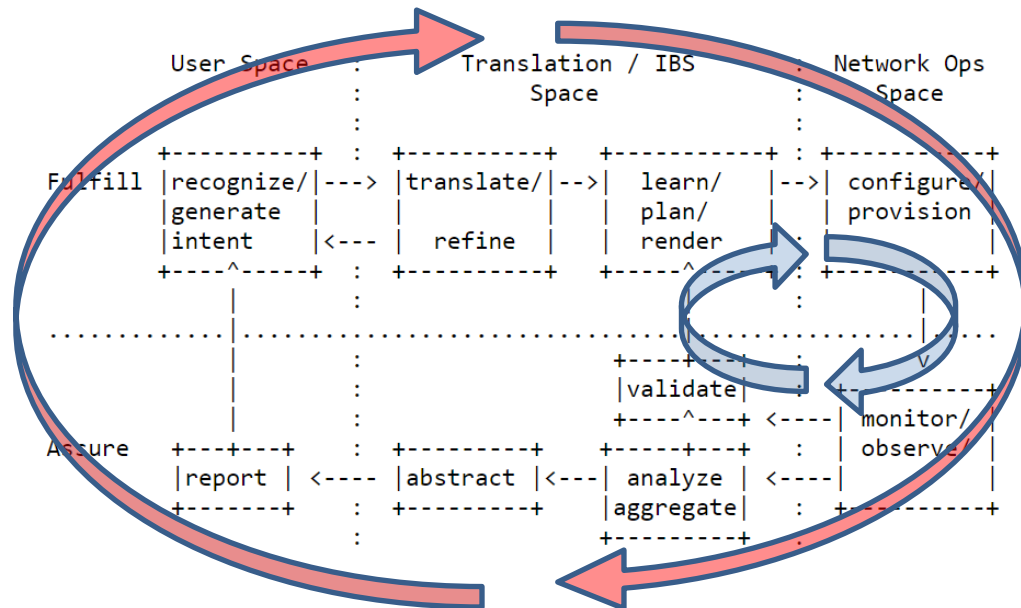 User Space : Translation / IBS : Network Ops
: Space : Space
: :
+-----------+ : +----------+ +-----------+ : +-----------+
Fulfill |recognize/|---> |translate/|-->| learn/ |-->| configure/|
|generate | | | | plan/ | | provision |
|intent |<--- | refine | | render | : | |
+----^-----+ : +----------+ +-----^-----+ : +-----------+
| : | : |
.............|................................|.................|.....
| : +----+---+ : v
| : |validate| : +----------+
| : +----^---+ <----| monitor/ |
Assure +---+---+ : +---------+ +-----+---+ : | observe/ |
|report | <---- |abstract |<---| analyze | <----| |
+-------+ : +---------+ |aggregate| : +----------+
: +---------+ :